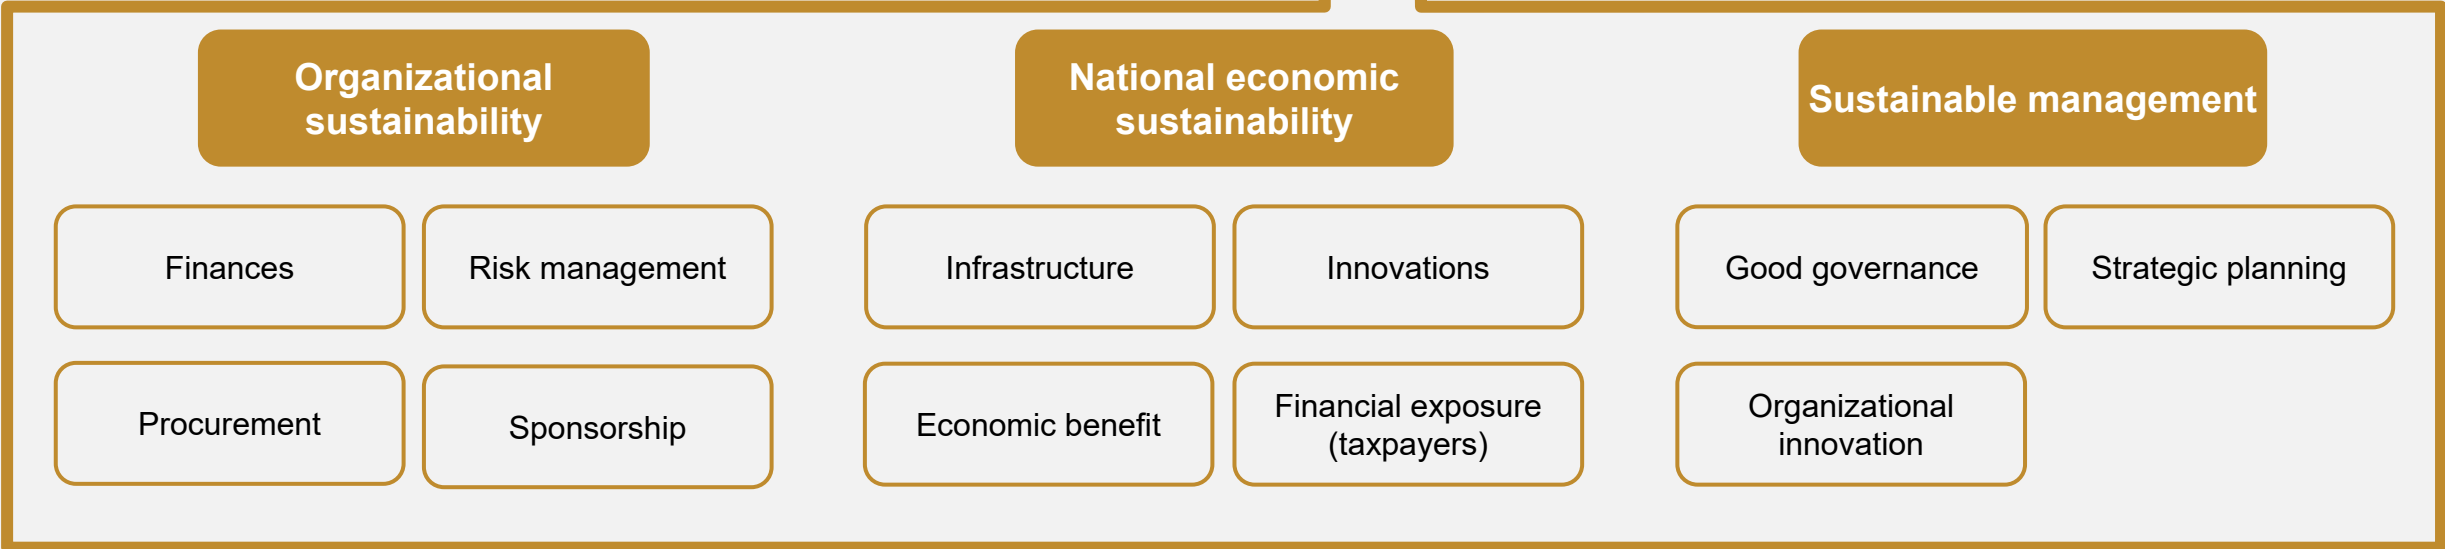 Organizational
sustainability
National economic
sustainability
Sustainable management
Finances
Risk management
Infrastructure
Innovations
Good governance
Strategic planning
Procurement
Sponsorship
Economic benefit
Financial exposure
(taxpayers)
Organizational
innovation